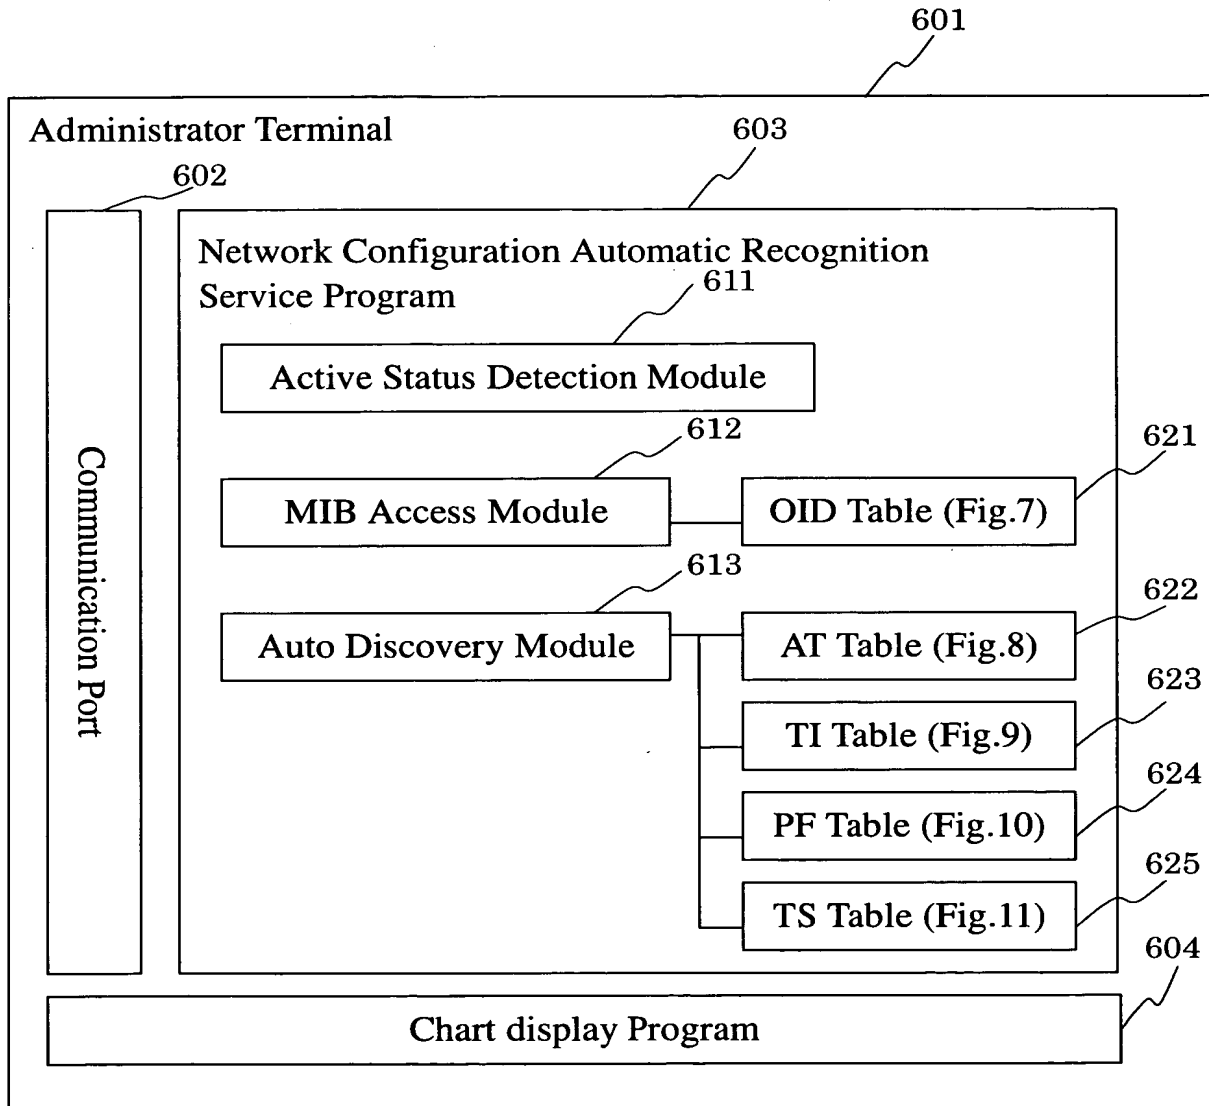 601
Administrator Terminal
603
602
Network Configuration Automatic Recognition
Service Program
611
Active Status Detection Module
612
621
MIB Access Module
OID Table (Fig.7)
613
622
Auto Discovery Module
AT Table (Fig.8)
623
TI Table (Fig.9)
624
PF Table (Fig.10)
625
TS Table (Fig.11)
Communication Port
604
Chart display Program